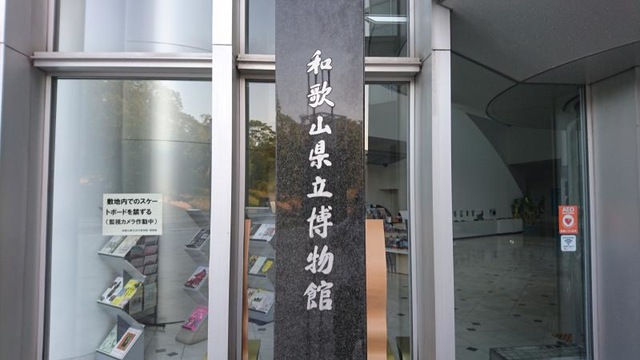 和歌山県立博物館
敷地内でのスケー
トボードを禁ずる
(監視カメラ作動中)
AED